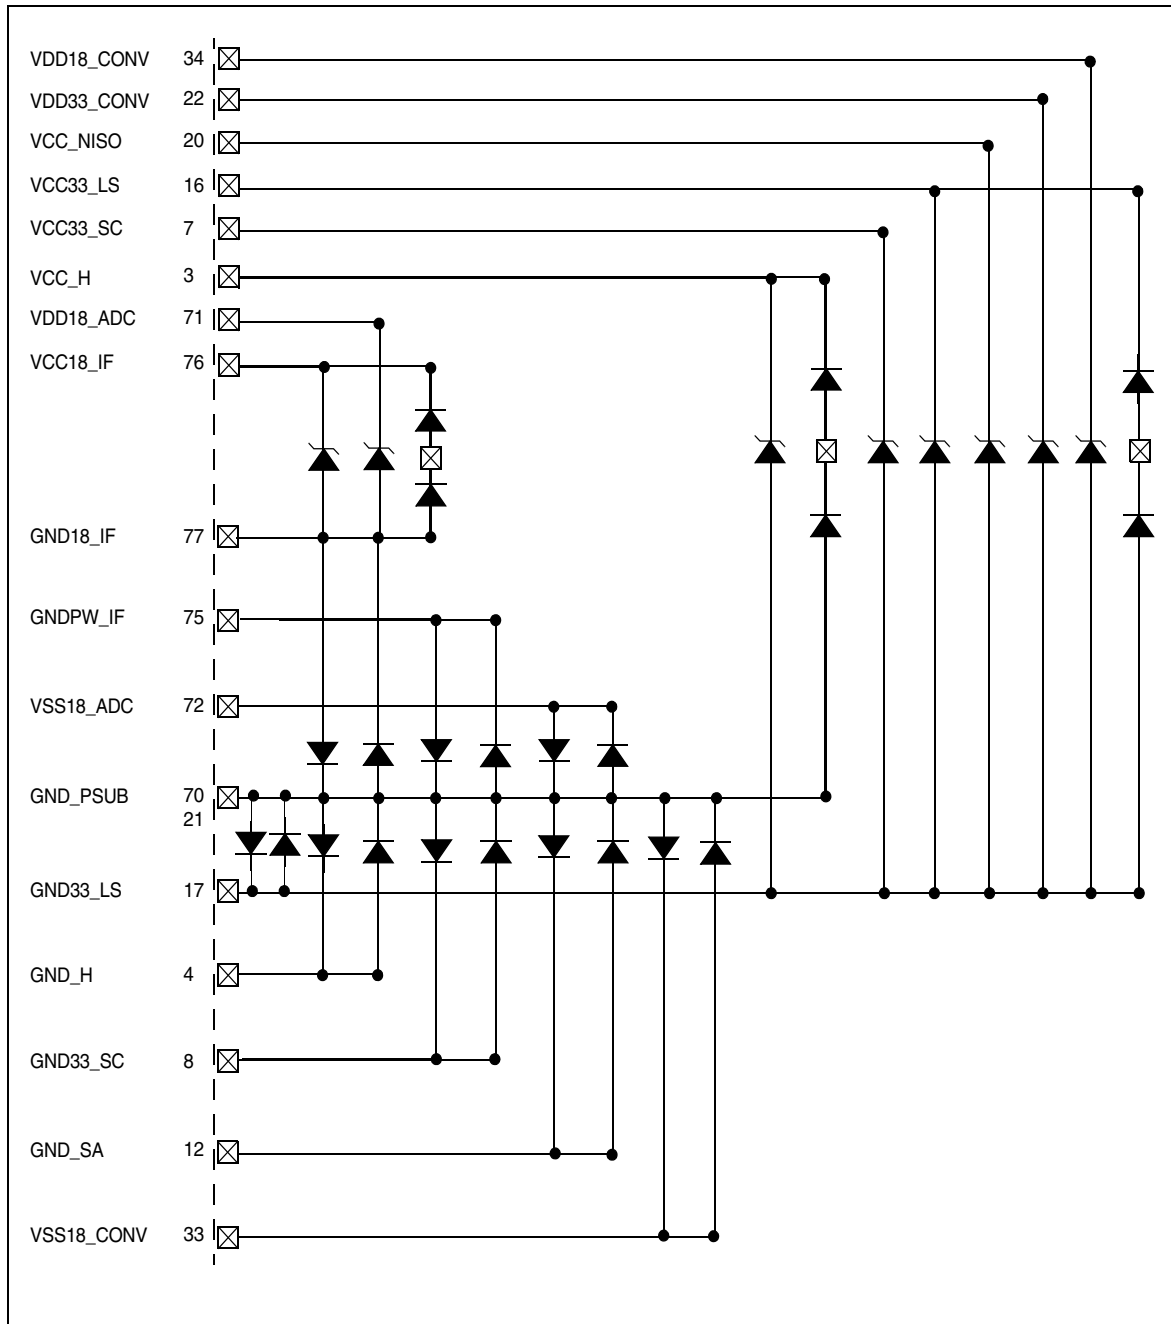 VDD18_CONV 34
VDD33_CONV 22
VCC_NISO 20
VCC33_LS 16
VCC33_SC 7
VCC_H 3
VDD18_ADC 71
VCC18_IF 76
GND18_IF 77
GNDPW_IF 75
VSS18_ADC 72
GND_PSUB 70
21
GND33_LS 17
GND_H 4
GND33_SC 8
GND_SA 12
VSS18_CONV 33